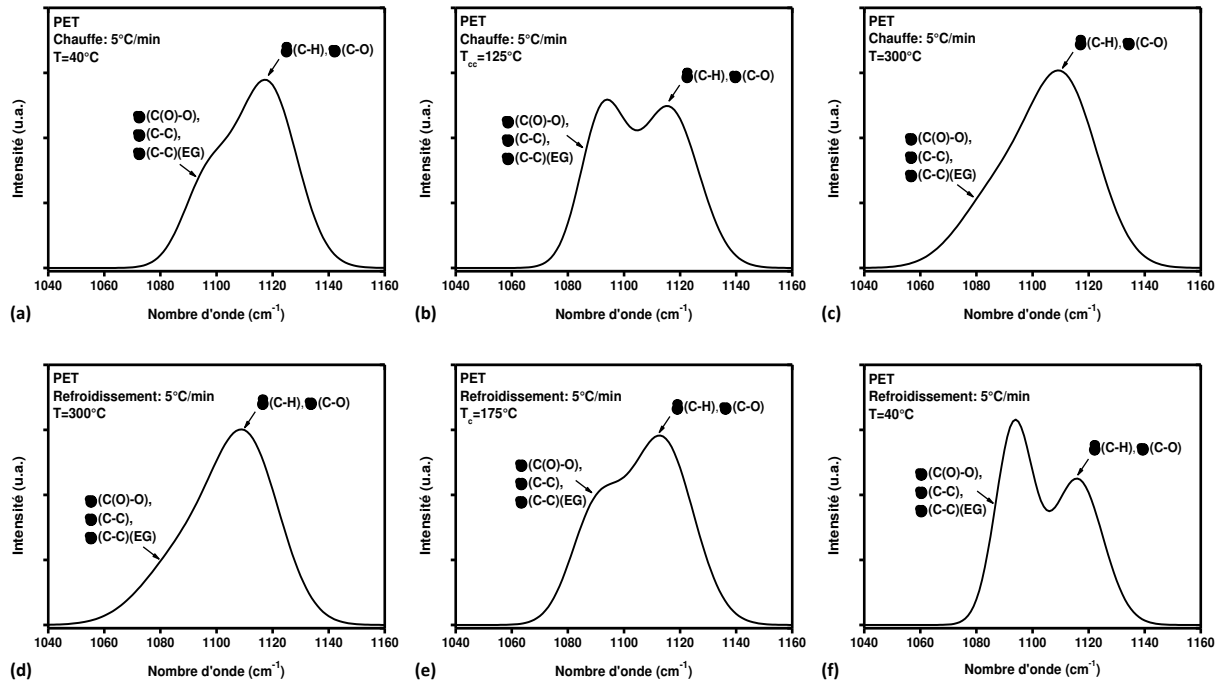 PET
Chauffe: 5°C/min
T=40°C
(C-H), (C-O)
(C(O)-O),
(C-C),
(C-C)(EG)
Intensité (u.a.)
1040 1060 1080 1100 1120 1140 1160
Nombre d'onde (cm-1)
(a)
PET
Chauffe: 5°C/min
Tcc=125°C
(C-H), (C-O)
(C(O)-O),
(C-C),
(C-C)(EG)
Intensité (u.a.)
1040 1060 1080 1100 1120 1140 1160
Nombre d'onde (cm-1)
(b)
PET
Chauffe: 5°C/min
T=300°C
(C-H), (C-O)
(C(O)-O),
(C-C),
(C-C)(EG)
Intensité (u.a.)
1040 1060 1080 1100 1120 1140 1160
Nombre d'onde (cm-1)
(c)
PET
Refroidissement: 5°C/min
T=300°C
(C-H), (C-O)
(C(O)-O),
(C-C),
(C-C)(EG)
Intensité (u.a.)
1040 1060 1080 1100 1120 1140 1160
Nombre d'onde (cm-1)
(d)
PET
Refroidissement: 5°C/min
Tc=175°C
(C-H), (C-O)
(C(O)-O),
(C-C),
(C-C)(EG)
Intensité (u.a.)
1040 1060 1080 1100 1120 1140 1160
Nombre d'onde (cm-1)
(e)
PET
Refroidissement: 5°C/min
T=40°C
(C-H), (C-O)
(C(O)-O),
(C-C),
(C-C)(EG)
Intensité (u.a.)
1040 1060 1080 1100 1120 1140 1160
Nombre d'onde (cm-1)
(f)